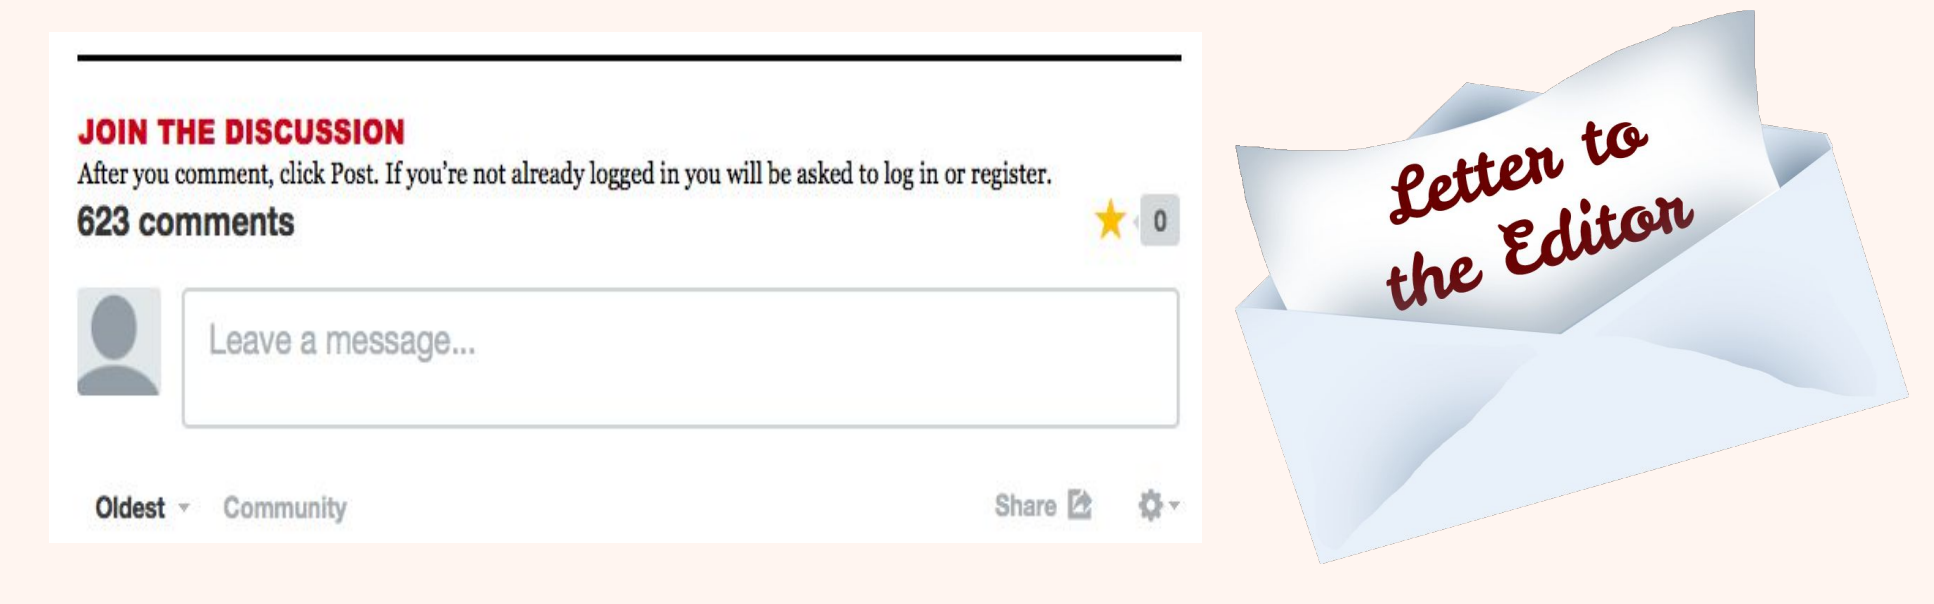 JOIN THE DISCUSSION
After you comment, click Post. If you're not already logged in you will be asked to log in or register.
623 comments
0
Leave a message...
Oldest
Community
Share
Letter to
the Editor